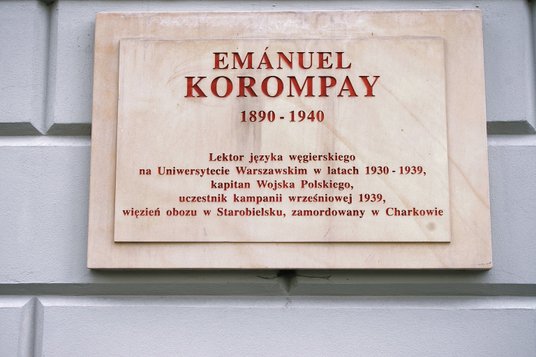 EMÁNUEL
KOROMPAY
1890 - 1940
Lektor języka węgierskiego
na Uniwersytecie Warszawskim w latach 1930 - 1939,
kapitan Wojska Polskiego,
uczestnik kampanii wrześniowej 1939,
więzień obozu w Starobielsku, zamordowany w Charkowie